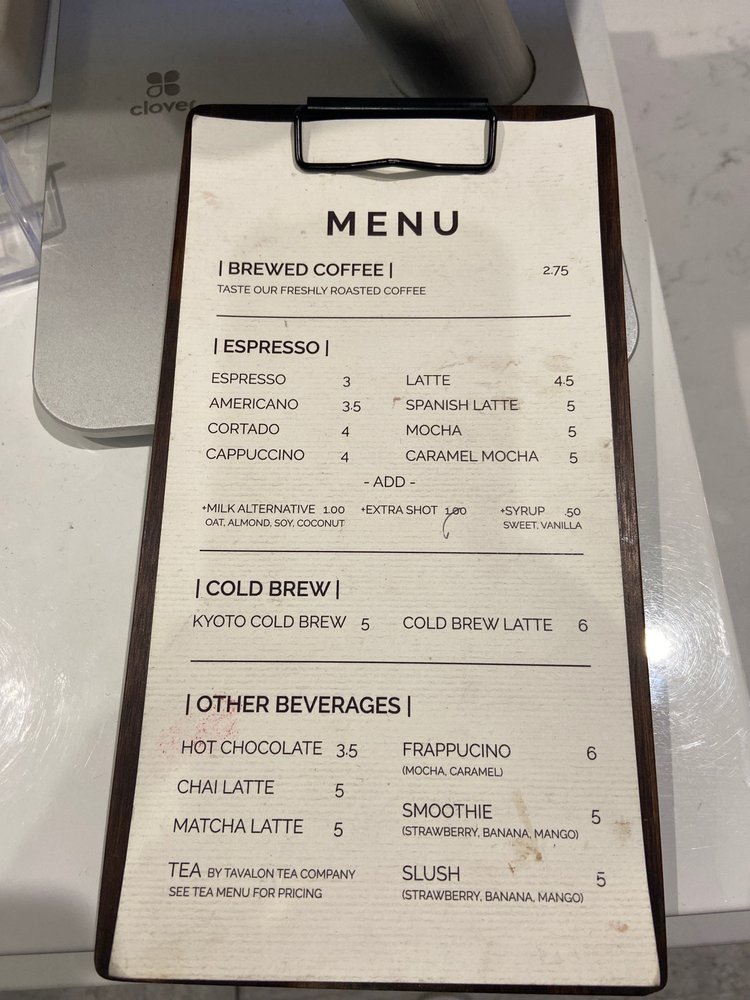 clover
MENU
| BREWED COFFEE | 2.75
TASTE OUR FRESHLY ROASTED COFFEE
| ESPRESSO |
ESPRESSO 3 LATTE 4.5
AMERICANO 3.5 SPANISH LATTE 5
CORTADO 4 MOCHA 5
CAPPUCCINO 4 CARAMEL MOCHA 5
- ADD -
+MILK ALTERNATIVE 1.00 +EXTRA SHOT 1.00 +SYRUP .50
OAT, ALMOND, SOY, COCONUT SWEET, VANILLA
| COLD BREW |
KYOTO COLD BREW 5 COLD BREW LATTE 6
| OTHER BEVERAGES |
HOT CHOCOLATE 3.5 FRAPPUCINO 6
(MOCHA, CARAMEL)
CHAI LATTE 5
SMOOTHIE 5
MATCHA LATTE 5 (STRAWBERRY, BANANA, MANGO)
TEA BY TAVALON TEA COMPANY SLUSH 5
SEE TEA MENU FOR PRICING (STRAWBERRY, BANANA, MANGO)